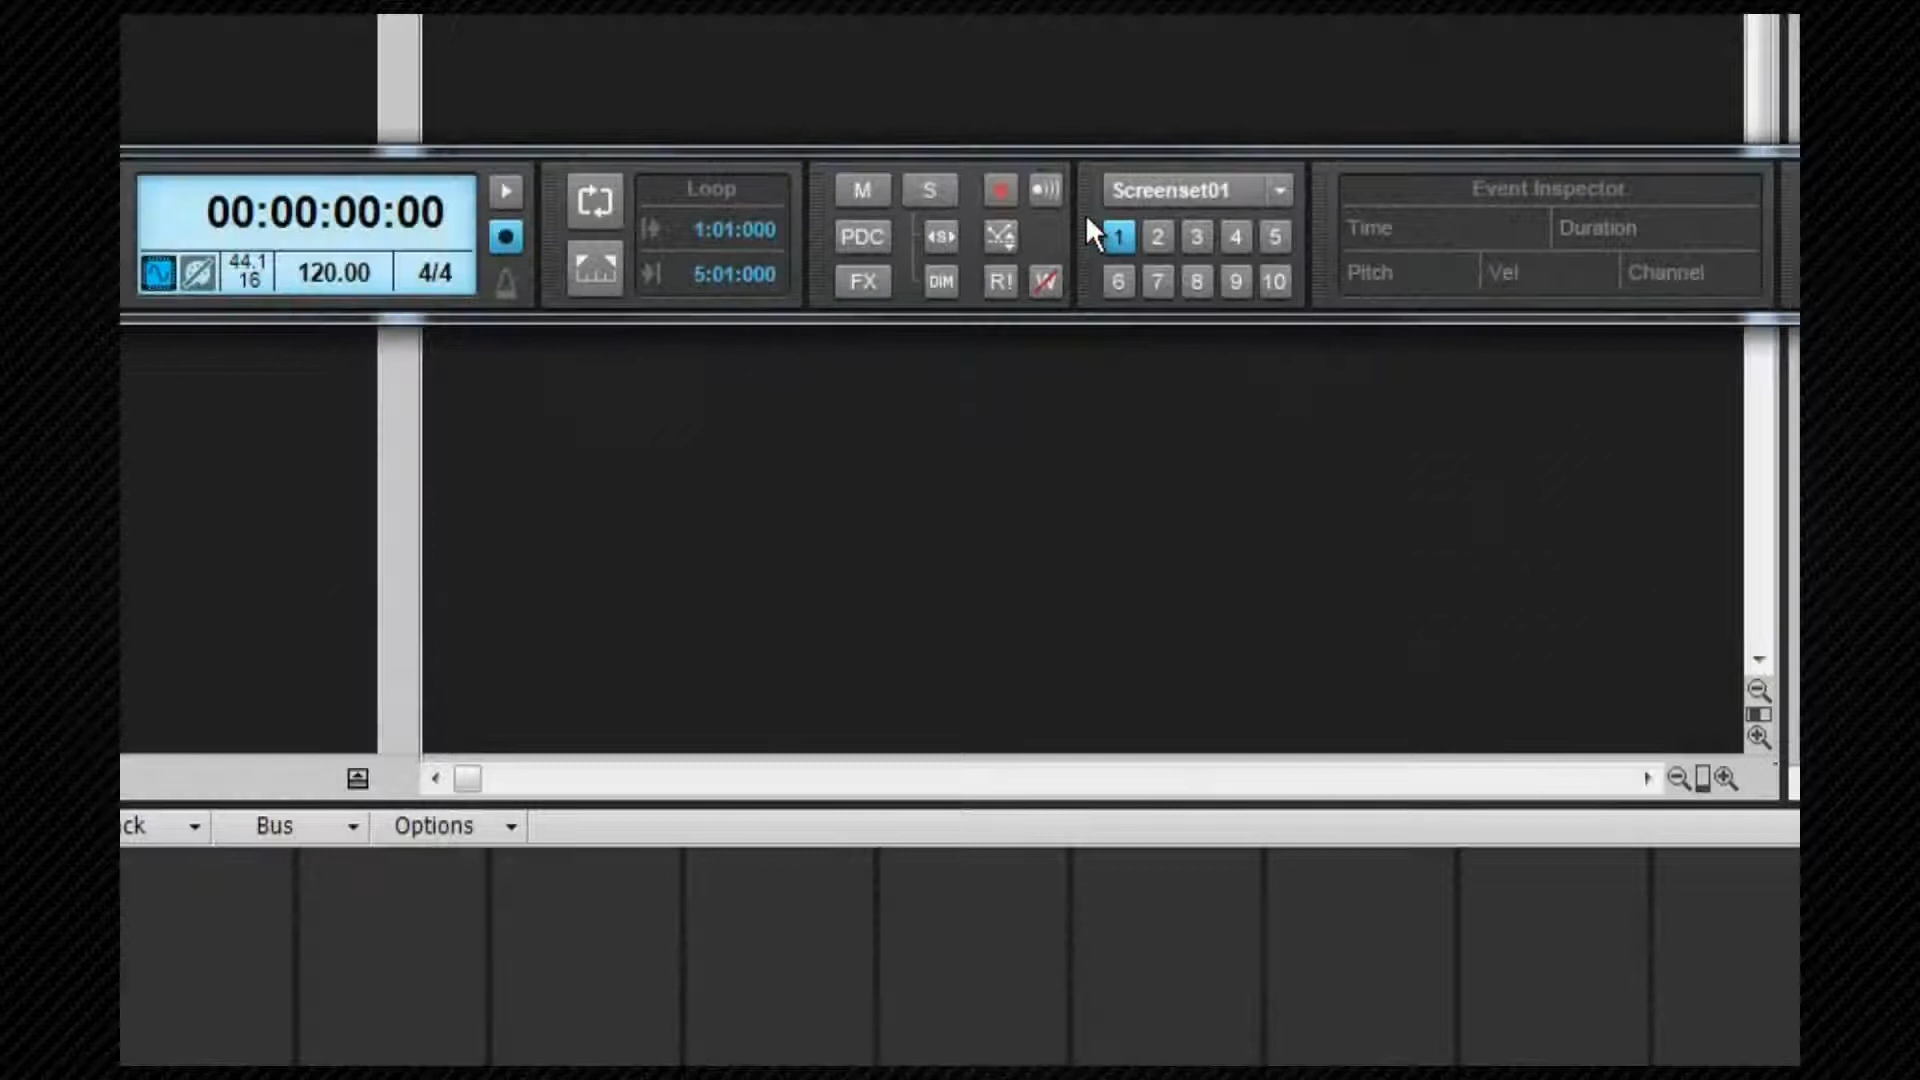 00:00:00:00
44.1
16
120.00
4/4
Loop
1:01:000
5:01:000
M S
PDC S
FX DIM R! W
Screenset01
1 2 3 4 5
6 7 8 9 10
Event Inspector
Time Duration
Pitch Vel Channel
ck Bus Options